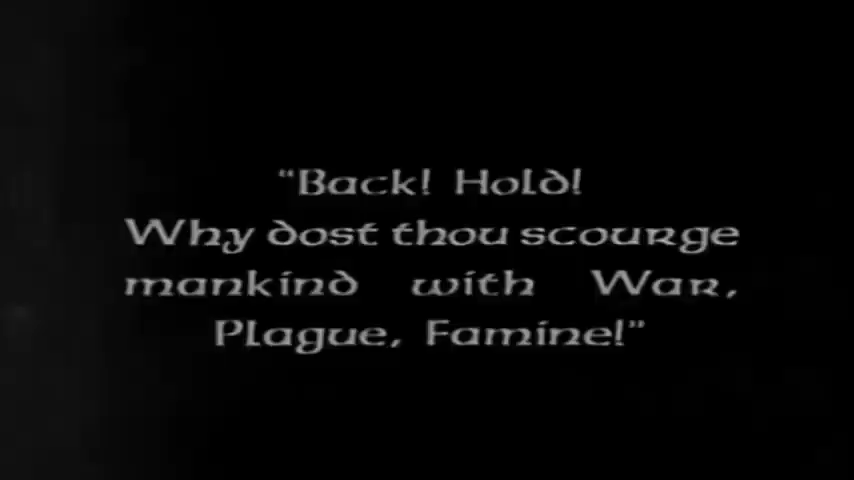 “Back! Hold!
Why dost thou scourge
mankind with War,
Plague, Famine!”